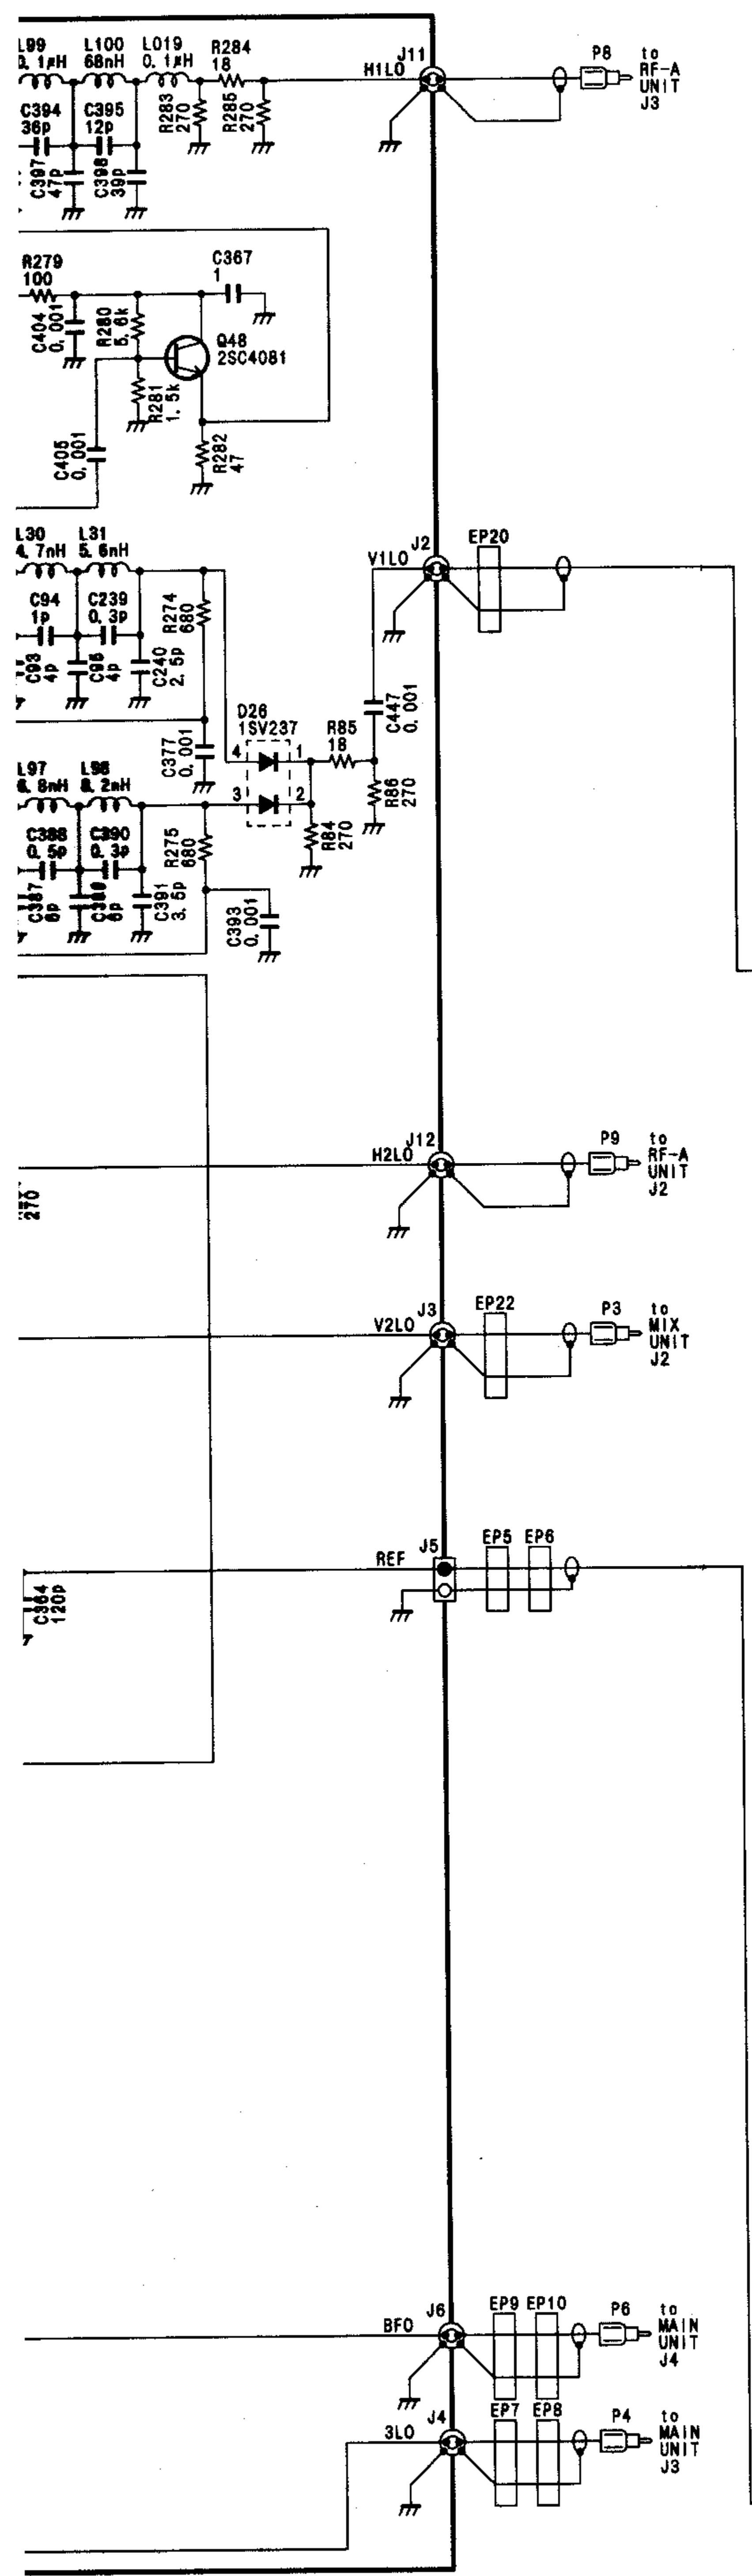 L99
0.1μH
L100
68nH
L019
0.1μH
R284
18
J11
H1LO
P8
to
RF-A
UNIT
J3
C394
36p
C395
12p
R283
270
R285
270
C397
47p
C398
39p
R279
100
C367
1
C404
0.001
R280
5.6k
Q48
2SC4081
R281
1.5k
C405
0.001
R282
47
L30
4.7nH
L31
5.6nH
J2
V1LO
EP20
C94
1p
C239
0.3p
R274
680
C93
4p
C95
4p
C240
2.5p
D26
1SV237
C447
0.001
R85
18
C377
0.001
4
1
3
2
R86
270
R84
270
L97
6.8nH
L98
8.2nH
C388
0.5p
C390
0.3p
R275
680
C387
6p
C389
6p
C391
3.5p
C393
0.001
J12
H2LO
P9
to
RF-A
UNIT
J2
270
J3
V2LO
EP22
P3
to
MIX
UNIT
J2
J5
REF
EP5
EP6
C364
120p
J6
BFO
EP9
EP10
P6
to
MAIN
UNIT
J4
J4
3LO
EP7
EP8
P4
to
MAIN
UNIT
J3